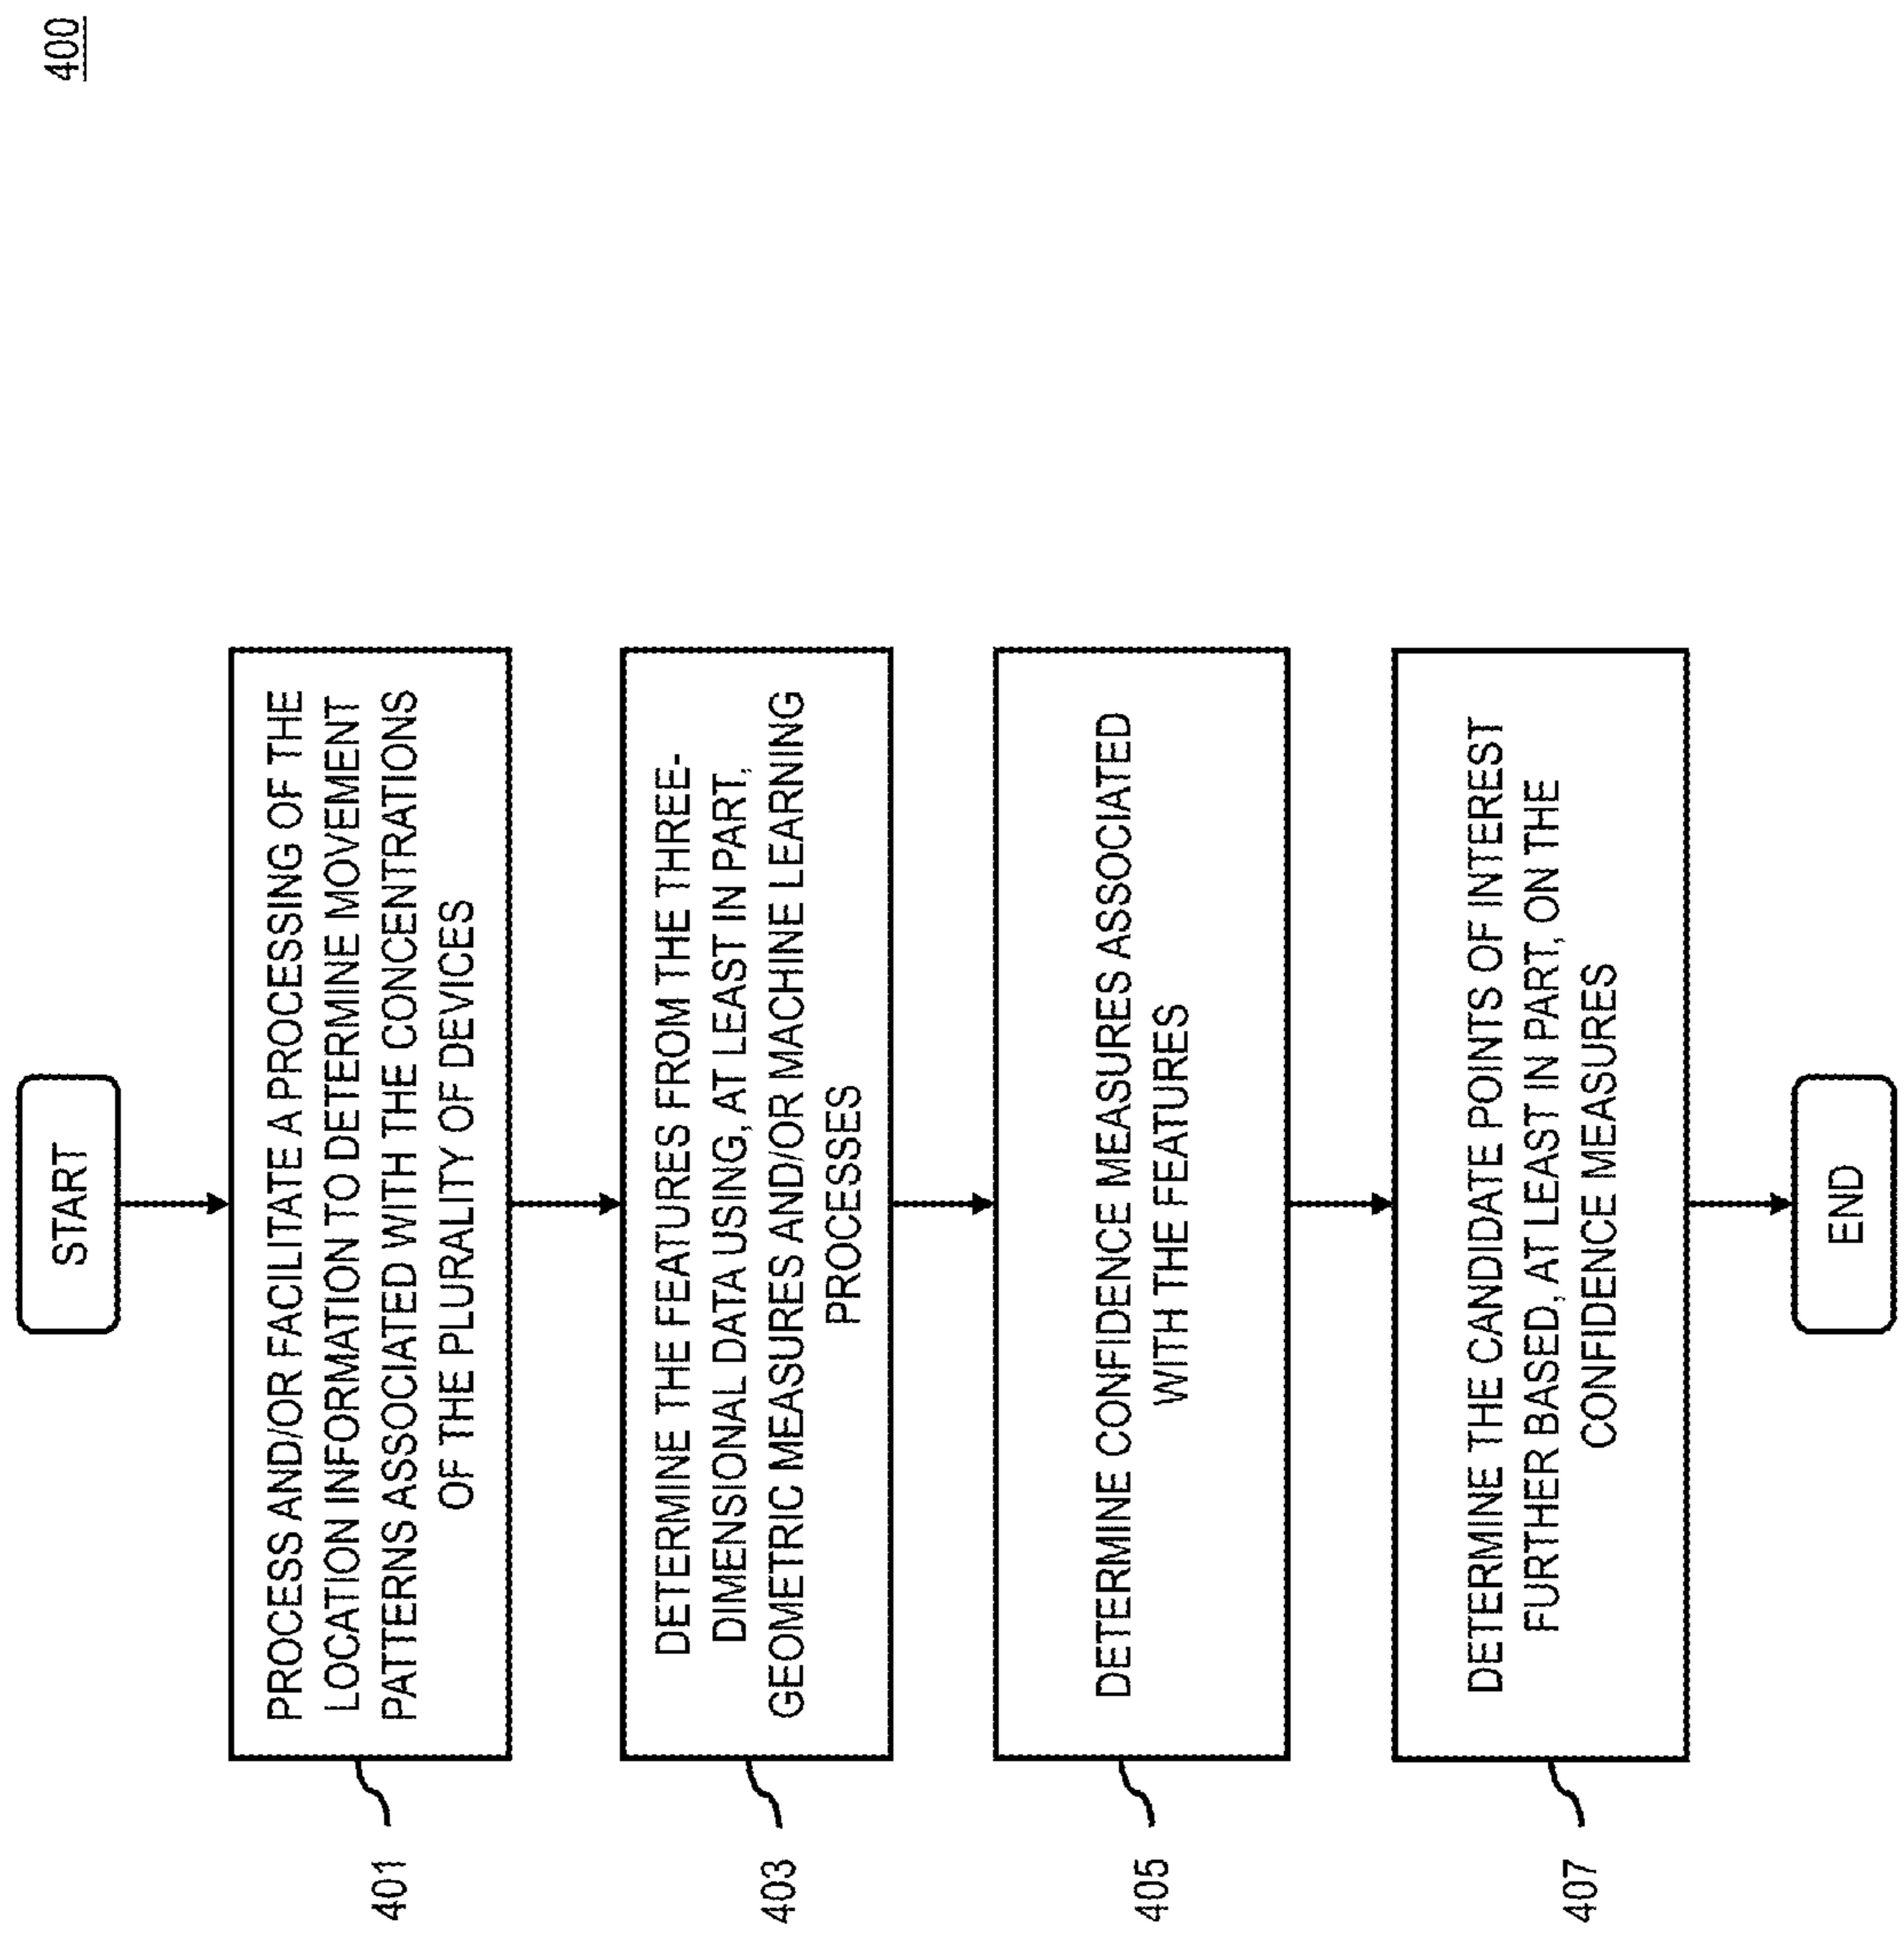 400
START
PROCESS AND/OR FACILITATE A PROCESSING OF THE
LOCATION INFORMATION TO DETERMINE MOVEMENT
PATTERNS ASSOCIATED WITH THE CONCENTRATIONS
OF THE PLURALITY OF DEVICES
401
DETERMINE THE FEATURES FROM THE THREE-
DIMENSIONAL DATA USING, AT LEAST IN PART,
GEOMETRIC MEASURES AND/OR MACHINE LEARNING
PROCESSES
403
DETERMINE CONFIDENCE MEASURES ASSOCIATED
WITH THE FEATURES
405
DETERMINE THE CANDIDATE POINTS OF INTEREST
FURTHER BASED, AT LEAST IN PART, ON THE
CONFIDENCE MEASURES
407
END